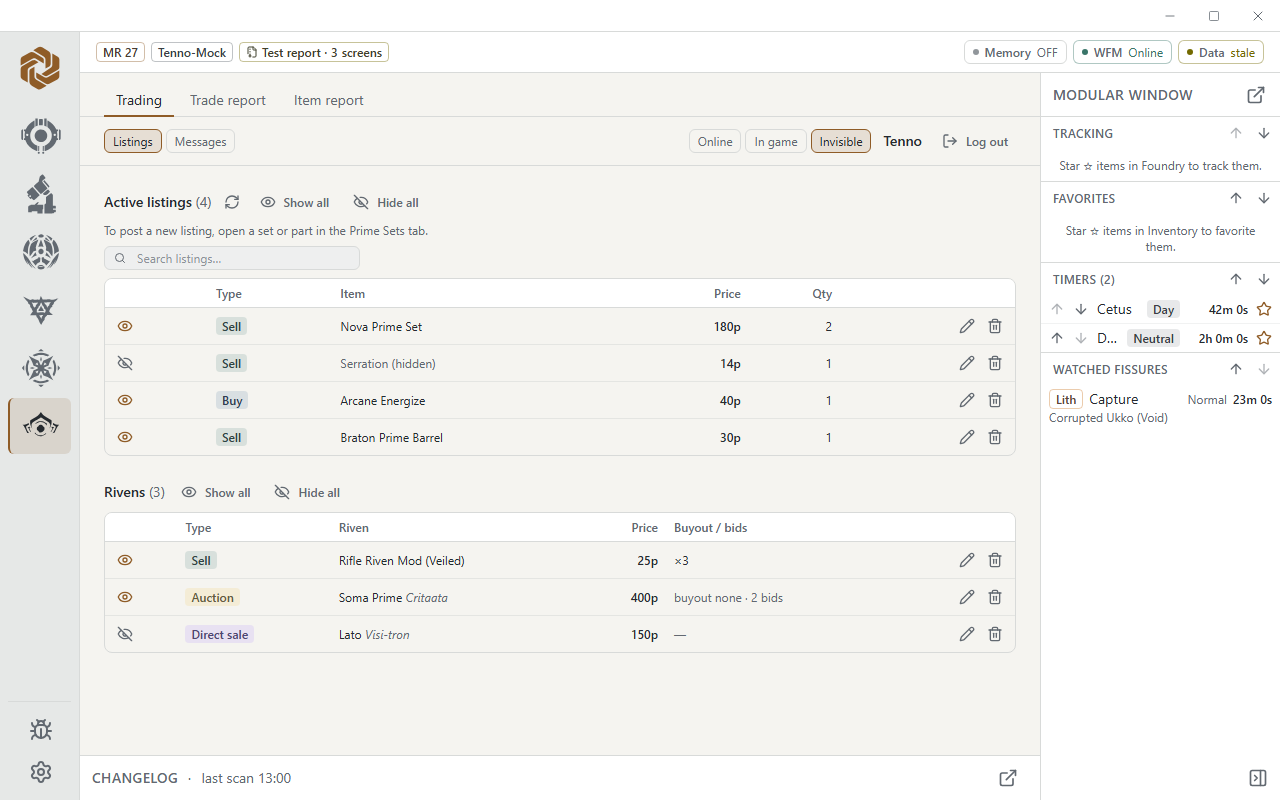 MR 27
Tenno-Mock
Test report · 3 screens
Memory OFF
WFM Online
Data stale
Trading
Trade report
Item report
Listings
Messages
Online
In game
Invisible
Tenno
Log out
Active listings (4)
Show all
Hide all
To post a new listing, open a set or part in the Prime Sets tab.
Search listings...
Type Item Price Qty
Sell Nova Prime Set 180p 2
Sell Serration (hidden) 14p 1
Buy Arcane Energize 40p 1
Sell Braton Prime Barrel 30p 1
Rivens (3)
Show all
Hide all
Type Riven Price Buyout / bids
Sell Rifle Riven Mod (Veiled) 25p ×3
Auction Soma Prime Critaata 400p buyout none · 2 bids
Direct sale Lato Visi-tron 150p —
CHANGELOG · last scan 13:00
MODULAR WINDOW
TRACKING
Star ☆ items in Foundry to track them.
FAVORITES
Star ☆ items in Inventory to favorite
them.
TIMERS (2)
Cetus Day 42m 0s
D... Neutral 2h 0m 0s
WATCHED FISSURES
Lith Capture Normal 23m 0s
Corrupted Ukko (Void)